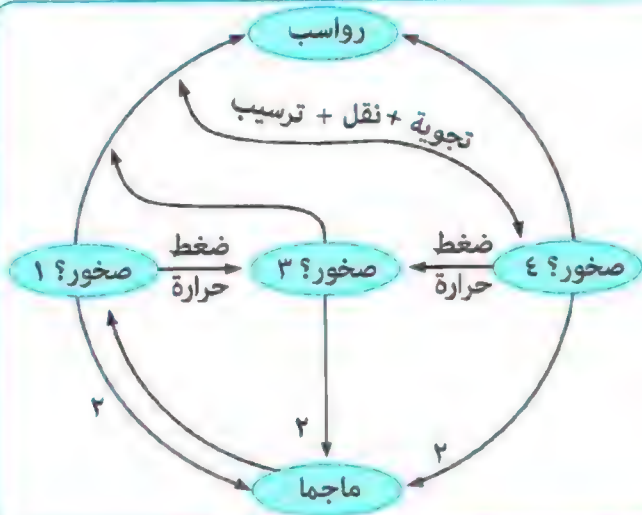 رواسب
تجوية + نقل + ترسيب
صخور؟ ٤
ضغط
حرارة
صخور؟ ٣
ضغط
حرارة
صخور؟ ١
٢
٢
٢
ماجما